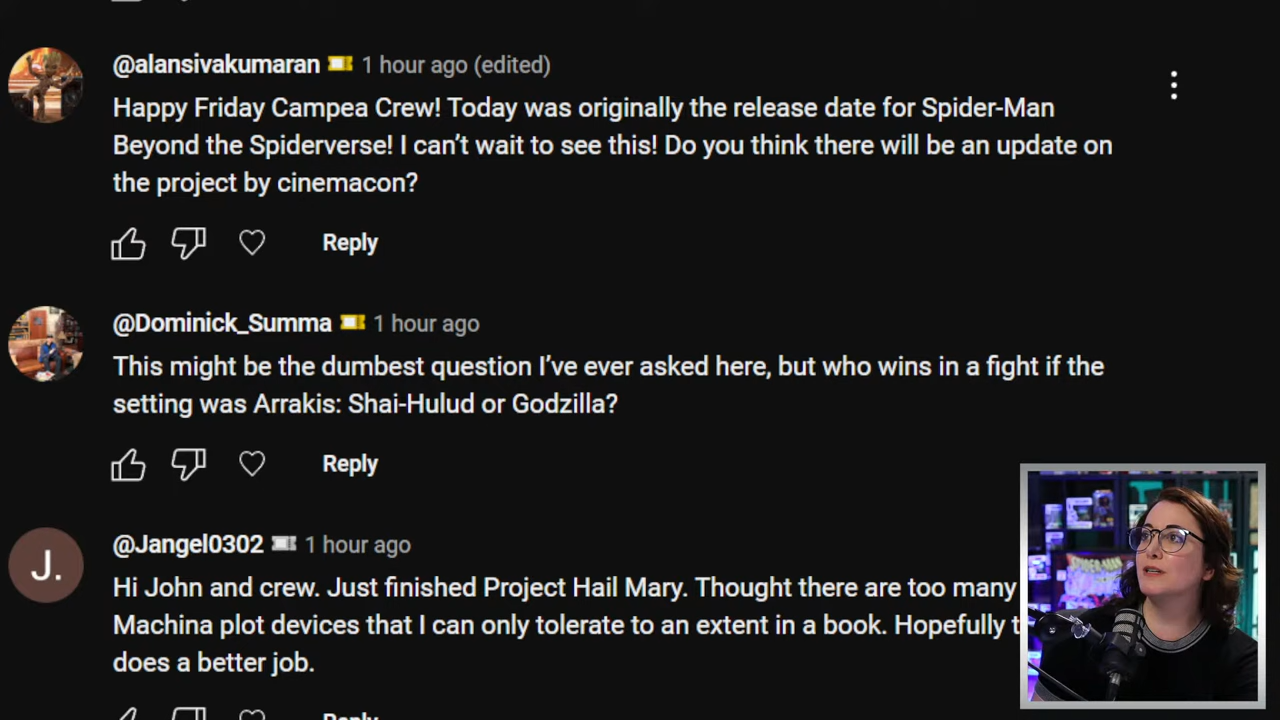 @alansivakumaran 1 hour ago (edited)
Happy Friday Campea Crew! Today was originally the release date for Spider-Man
Beyond the Spiderverse! I can’t wait to see this! Do you think there will be an update on
the project by cinemacon?
Reply
@Dominick_Summa 1 hour ago
This might be the dumbest question I’ve ever asked here, but who wins in a fight if the
setting was Arrakis: Shai-Hulud or Godzilla?
Reply
J.
@Jangel0302 1 hour ago
Hi John and crew. Just finished Project Hail Mary. Thought there are too many
Machina plot devices that I can only tolerate to an extent in a book. Hopefully
does a better job.
Reply